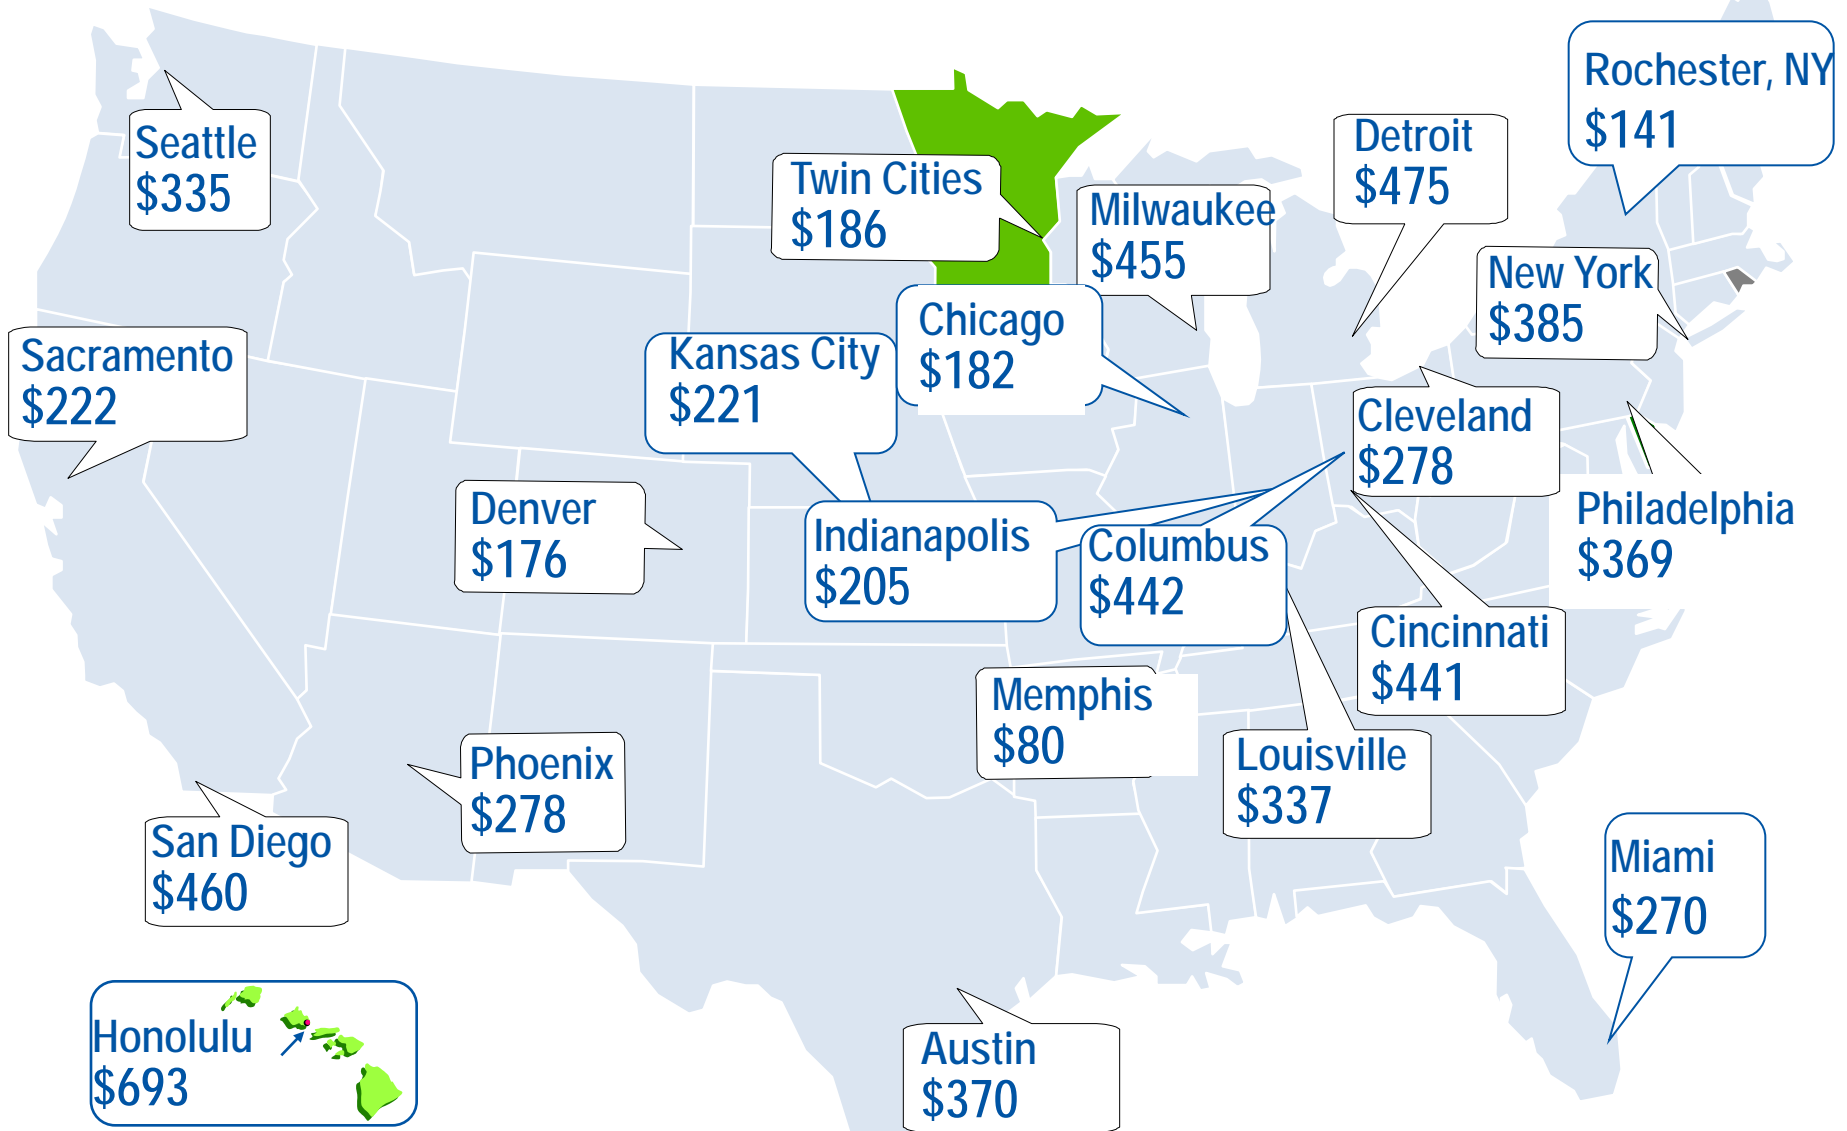 Rochester, NY
$141
Seattle
$335
Detroit
$475
Twin Cities
$186
Milwaukee
$455
New York
$385
Chicago
$182
Sacramento
$222
Kansas City
$221
Cleveland
$278
Denver
$176
Indianapolis
$205
Columbus
$442
Philadelphia
$369
Cincinnati
$441
Memphis
$80
Louisville
$337
Phoenix
$278
San Diego
$460
Miami
$270
Honolulu
$693
Austin
$370